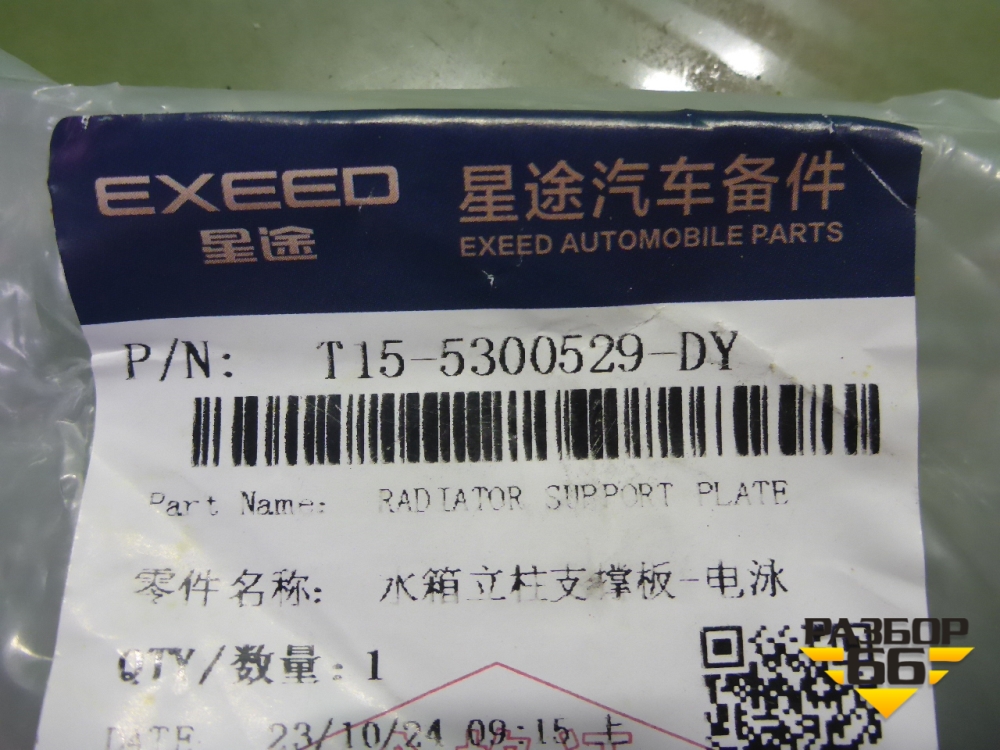 EXEED
星途
星途汽车备件
EXEED AUTOMOBILE PARTS
P/N: T15-5300529-DY
Part Name: RADIATOR SUPPORT PLATE
零件名称: 水箱立柱支撑板-电泳
QTY/数量:1
DATE 23/10/24 09:15 上
РАЗБОР
66